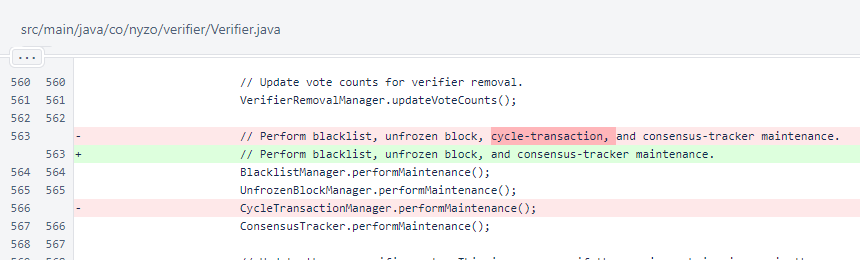 src/main/java/co/nyzo/verifier/Verifier.java
...
560 560 // Update vote counts for verifier removal.
561 561 VerifierRemovalManager.updateVoteCounts();
562 562
563 - // Perform blacklist, unfrozen block, cycle-transaction, and consensus-tracker maintenance.
563 + // Perform blacklist, unfrozen block, and consensus-tracker maintenance.
564 564 BlacklistManager.performMaintenance();
565 565 UnfrozenBlockManager.performMaintenance();
566 - CycleTransactionManager.performMaintenance();
567 566 ConsensusTracker.performMaintenance();
568 567